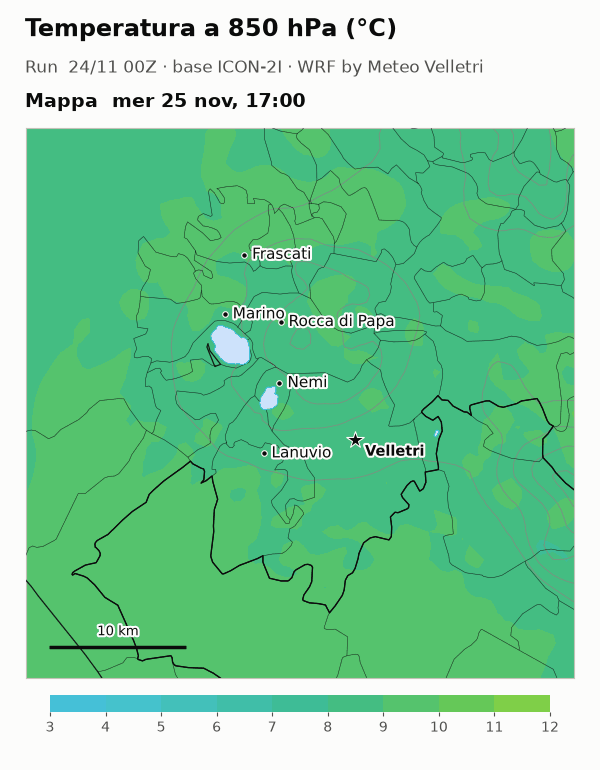 Temperatura a 850 hPa (°C)
Run  24/11 00Z · base ICON-2I · WRF by Meteo Velletri
Mappa  mer 25 nov, 17:00
Frascati
Marino
Rocca di Papa
Nemi
Velletri
Lanuvio
10 km
3 4 5 6 7 8 9 10 11 12